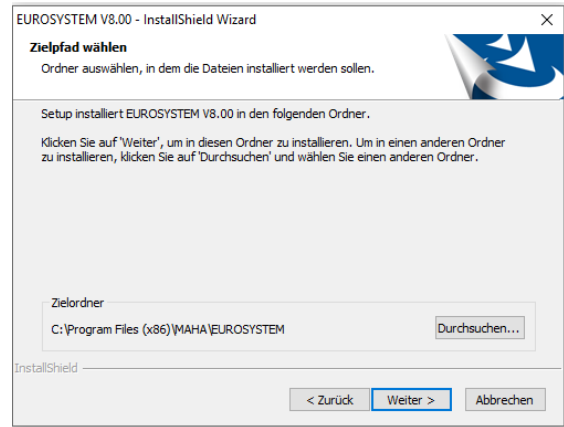 EUROSYSTEM V8.00 - InstallShield Wizard
Zielpfad wählen
Ordner auswählen, in dem die Dateien installiert werden sollen.
Setup installiert EUROSYSTEM V8.00 in den folgenden Ordner.
Klicken Sie auf 'Weiter', um in diesen Ordner zu installieren. Um in einen anderen Ordner
zu installieren, klicken Sie auf 'Durchsuchen' und wählen Sie einen anderen Ordner.
Zielordner
C:\Program Files (x86)\MAHA\EUROSYSTEM
Durchsuchen...
InstallShield
< Zurück
Weiter >
Abbrechen